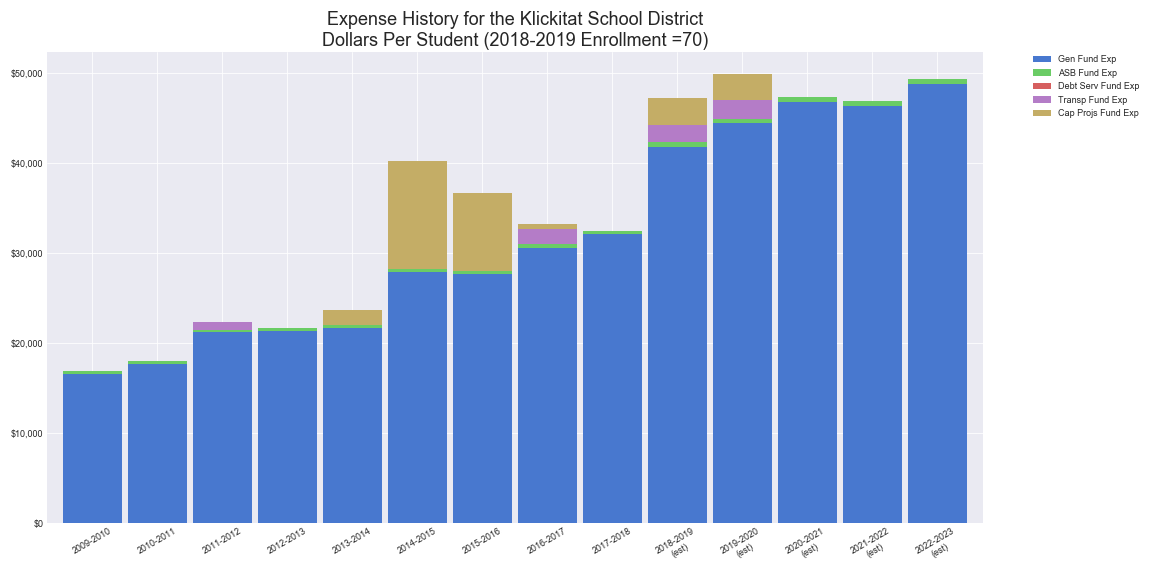 Expense History for the Klickitat School District
Dollars Per Student (2018-2019 Enrollment =70)
$50,000
$40,000
$30,000
$20,000
$10,000
$0
2009-2010
2010-2011
2011-2012
2012-2013
2013-2014
2014-2015
2015-2016
2016-2017
2017-2018
2018-2019
(est)
2019-2020
(est)
2020-2021
(est)
2021-2022
(est)
2022-2023
(est)
Gen Fund Exp
ASB Fund Exp
Debt Serv Fund Exp
Transp Fund Exp
Cap Projs Fund Exp